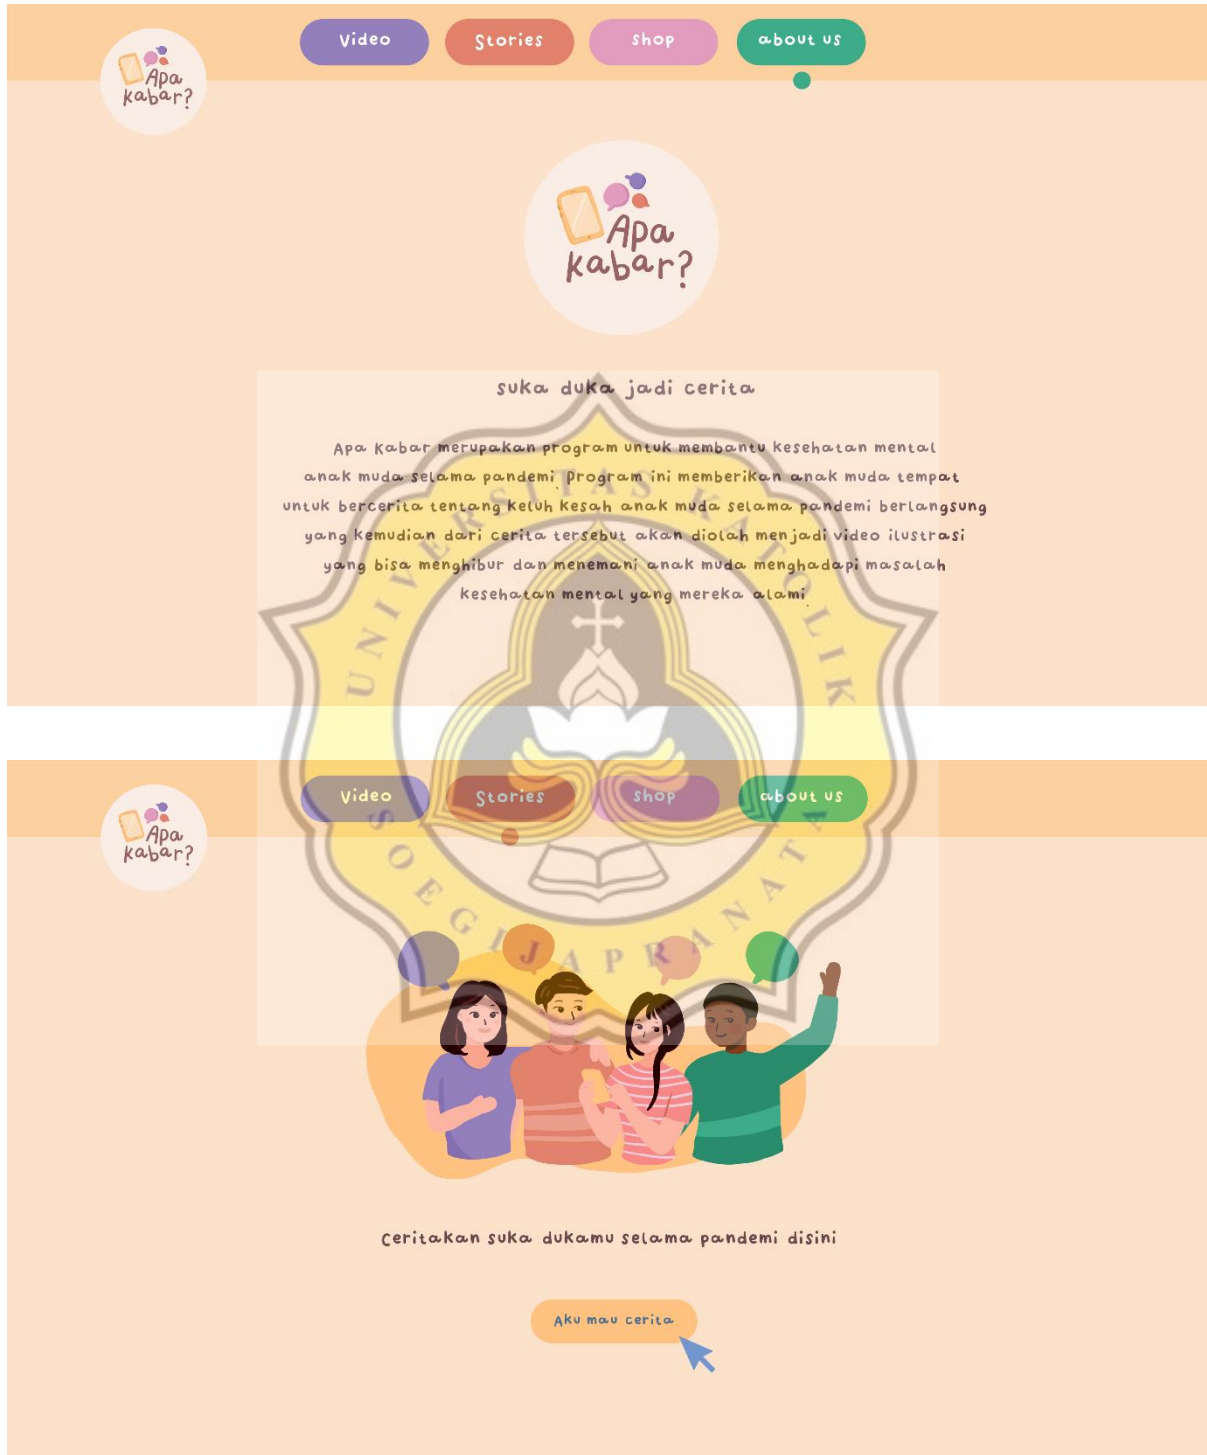 Video
Stories
shop
about us
Apa
kabar?
Apa
kabar?
suka duka jadi cerita
Apa Kabar merupakan program untuk membantu kesehatan mental
anak muda selama pandemi. Program ini memberikan anak muda tempat
untuk bercerita tentang keluh kesah anak muda selama pandemi berlangsung
yang kemudian dari cerita tersebut akan diolah menjadi video ilustrasi
yang bisa menghibur dan menemani anak muda menghadapi masalah
kesehatan mental yang mereka alami.
UNIVERSITAS KATOLIK
SOEGIJAPRANATA
Video
Stories
shop
about us
Apa
kabar?
Ceritakan suka dukamu selama pandemi disini
Aku mau cerita